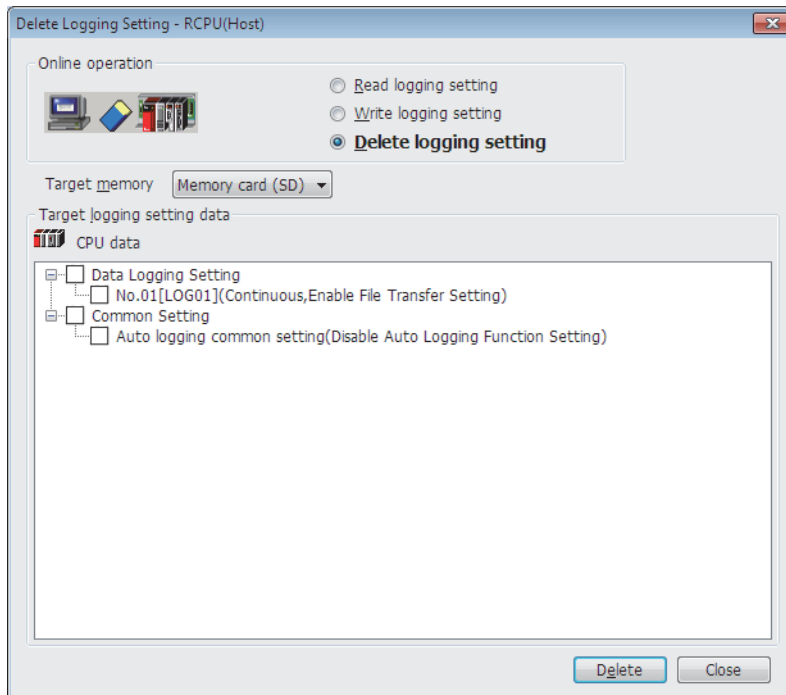 Delete Logging Setting - RCPU(Host)
Online operation
Read logging setting
Write logging setting
Delete logging setting
Target memory Memory card (SD)
Target logging setting data
CPU data
Data Logging Setting
No.01[LOG01](Continuous,Enable File Transfer Setting)
Common Setting
Auto logging common setting(Disable Auto Logging Function Setting)
Delete Close